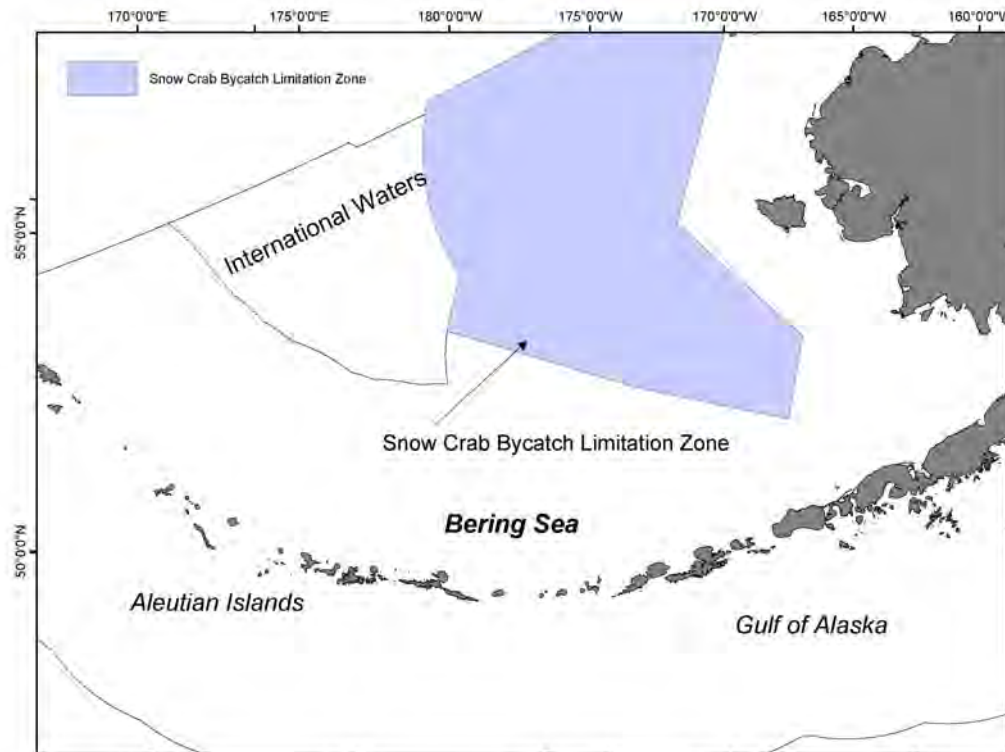 170°0'0"E 175°0'0"E 180°0'0" 175°0'0"W 170°0'0"W 165°0'0"W 160°0'0"W
Snow Crab Bycatch Limitation Zone
International Waters
55°0'0"N
Snow Crab Bycatch Limitation Zone
Bering Sea
50°0'0"N
Aleutian Islands
Gulf of Alaska